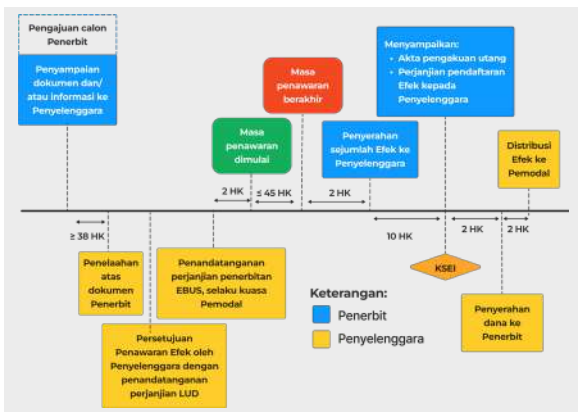 Pengajuan calon
Penerbit
Penyampaian
dokumen dan/
atau informasi ke
Penyelenggara
Masa
penawaran
dimulai
Masa
penawaran
berakhir
Penyerahan
sejumlah Efek ke
Penyelenggara
Menyampaikan:
• Akta pengakuan utang
• Perjanjian pendaftaran
Efek kepada
Penyelenggara
Distribusi
Efek ke
Pemodal
2 HK
≤ 45 HK
2 HK
≥ 38 HK
10 HK
2 HK
2 HK
Penelaahan
atas
dokumen
Penerbit
Persetujuan
Penawaran Efek oleh
Penyelenggara dengan
penandatanganan
perjanjian LUD
Penandatanganan
perjanjian penerbitan
EBUS, selaku kuasa
Pemodal
KSEI
Penyerahan
dana ke
Penerbit
Keterangan:
Penerbit
Penyelenggara